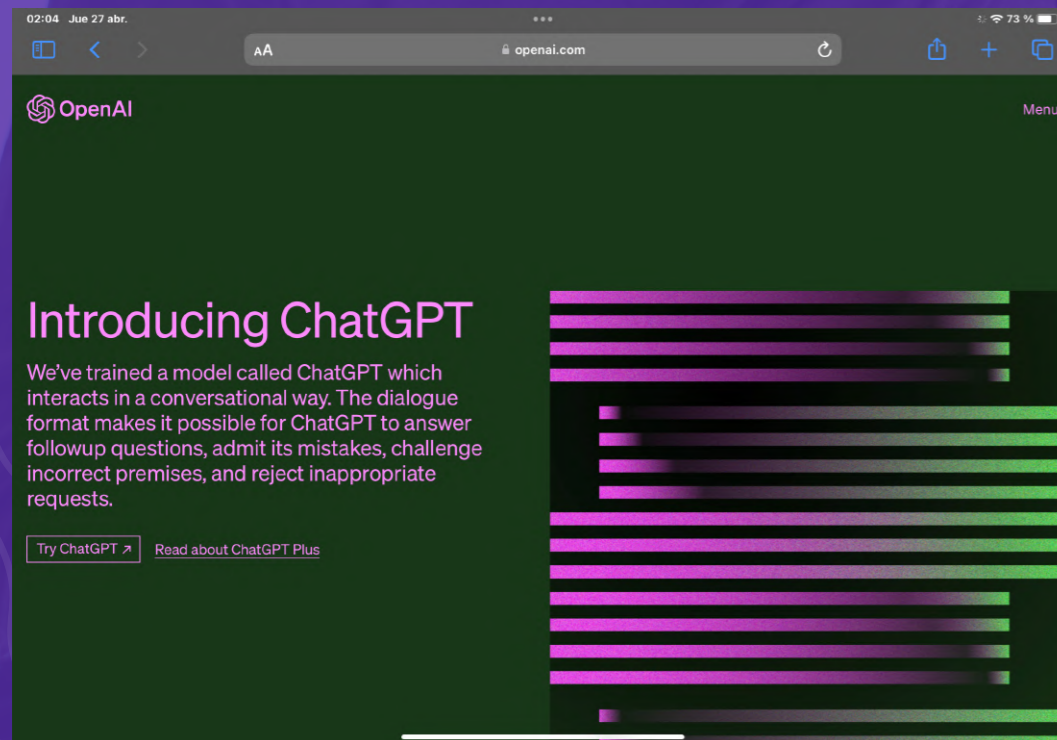 02:04 Jue 27 abr.
73 %
AA
openai.com
OpenAI
Menu
Introducing ChatGPT
We’ve trained a model called ChatGPT which
interacts in a conversational way. The dialogue
format makes it possible for ChatGPT to answer
followup questions, admit its mistakes, challenge
incorrect premises, and reject inappropriate
requests.
Try ChatGPT ↗
Read about ChatGPT Plus